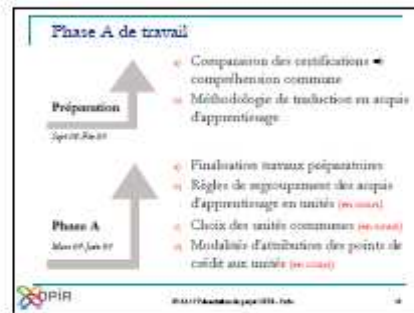 Phase A de travail
Comparaison des certifications
compréhension commune
Méthodologie de traduction en acquis
d'apprentissage
Préparation
Finalisation travaux préparatoires
Règles de regroupement des acquis
d'apprentissage en unités (en cours)
Choix des unités communes (en cours)
Modalités d'attribution des points de
crédit aux unités (en cours)
Phase A
OPIR